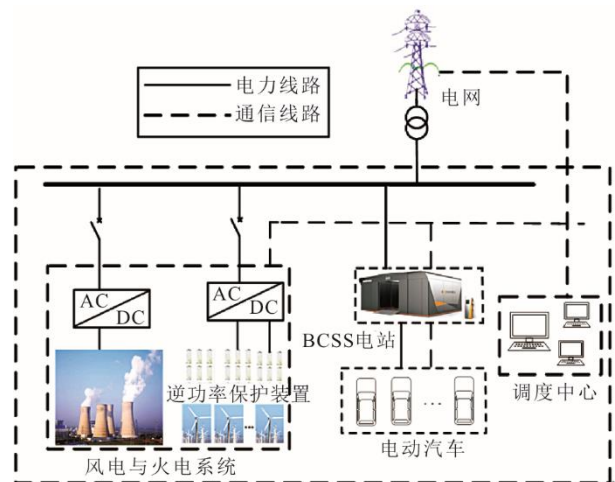 电力线路
通信线路
电网
AC
DC
AC
DC
逆功率保护装置
风电与火电系统
BCSS电站
电动汽车
调度中心